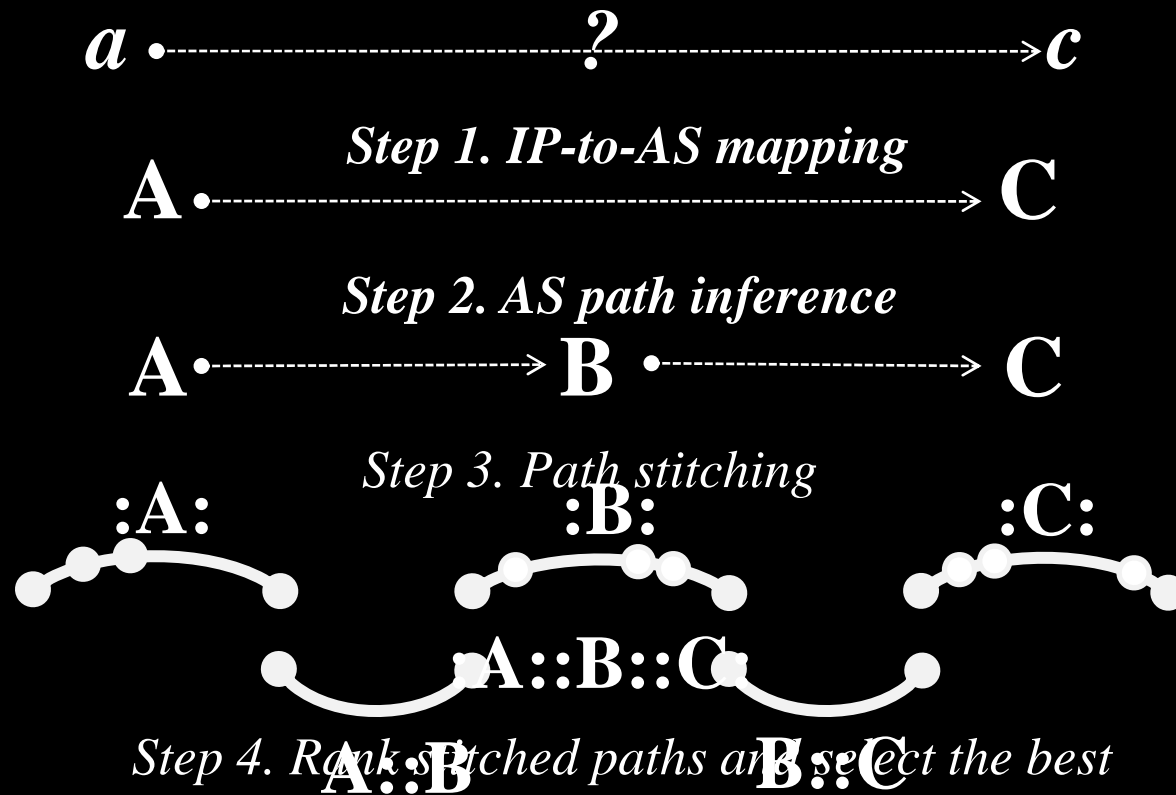 a ? c
Step 1. IP-to-AS mapping
A C
Step 2. AS path inference
A B C
Step 3. Path stitching
:A: :B: :C:
:A::B::C:
Step 4. Rank stitched paths and select the best
A::B B::C